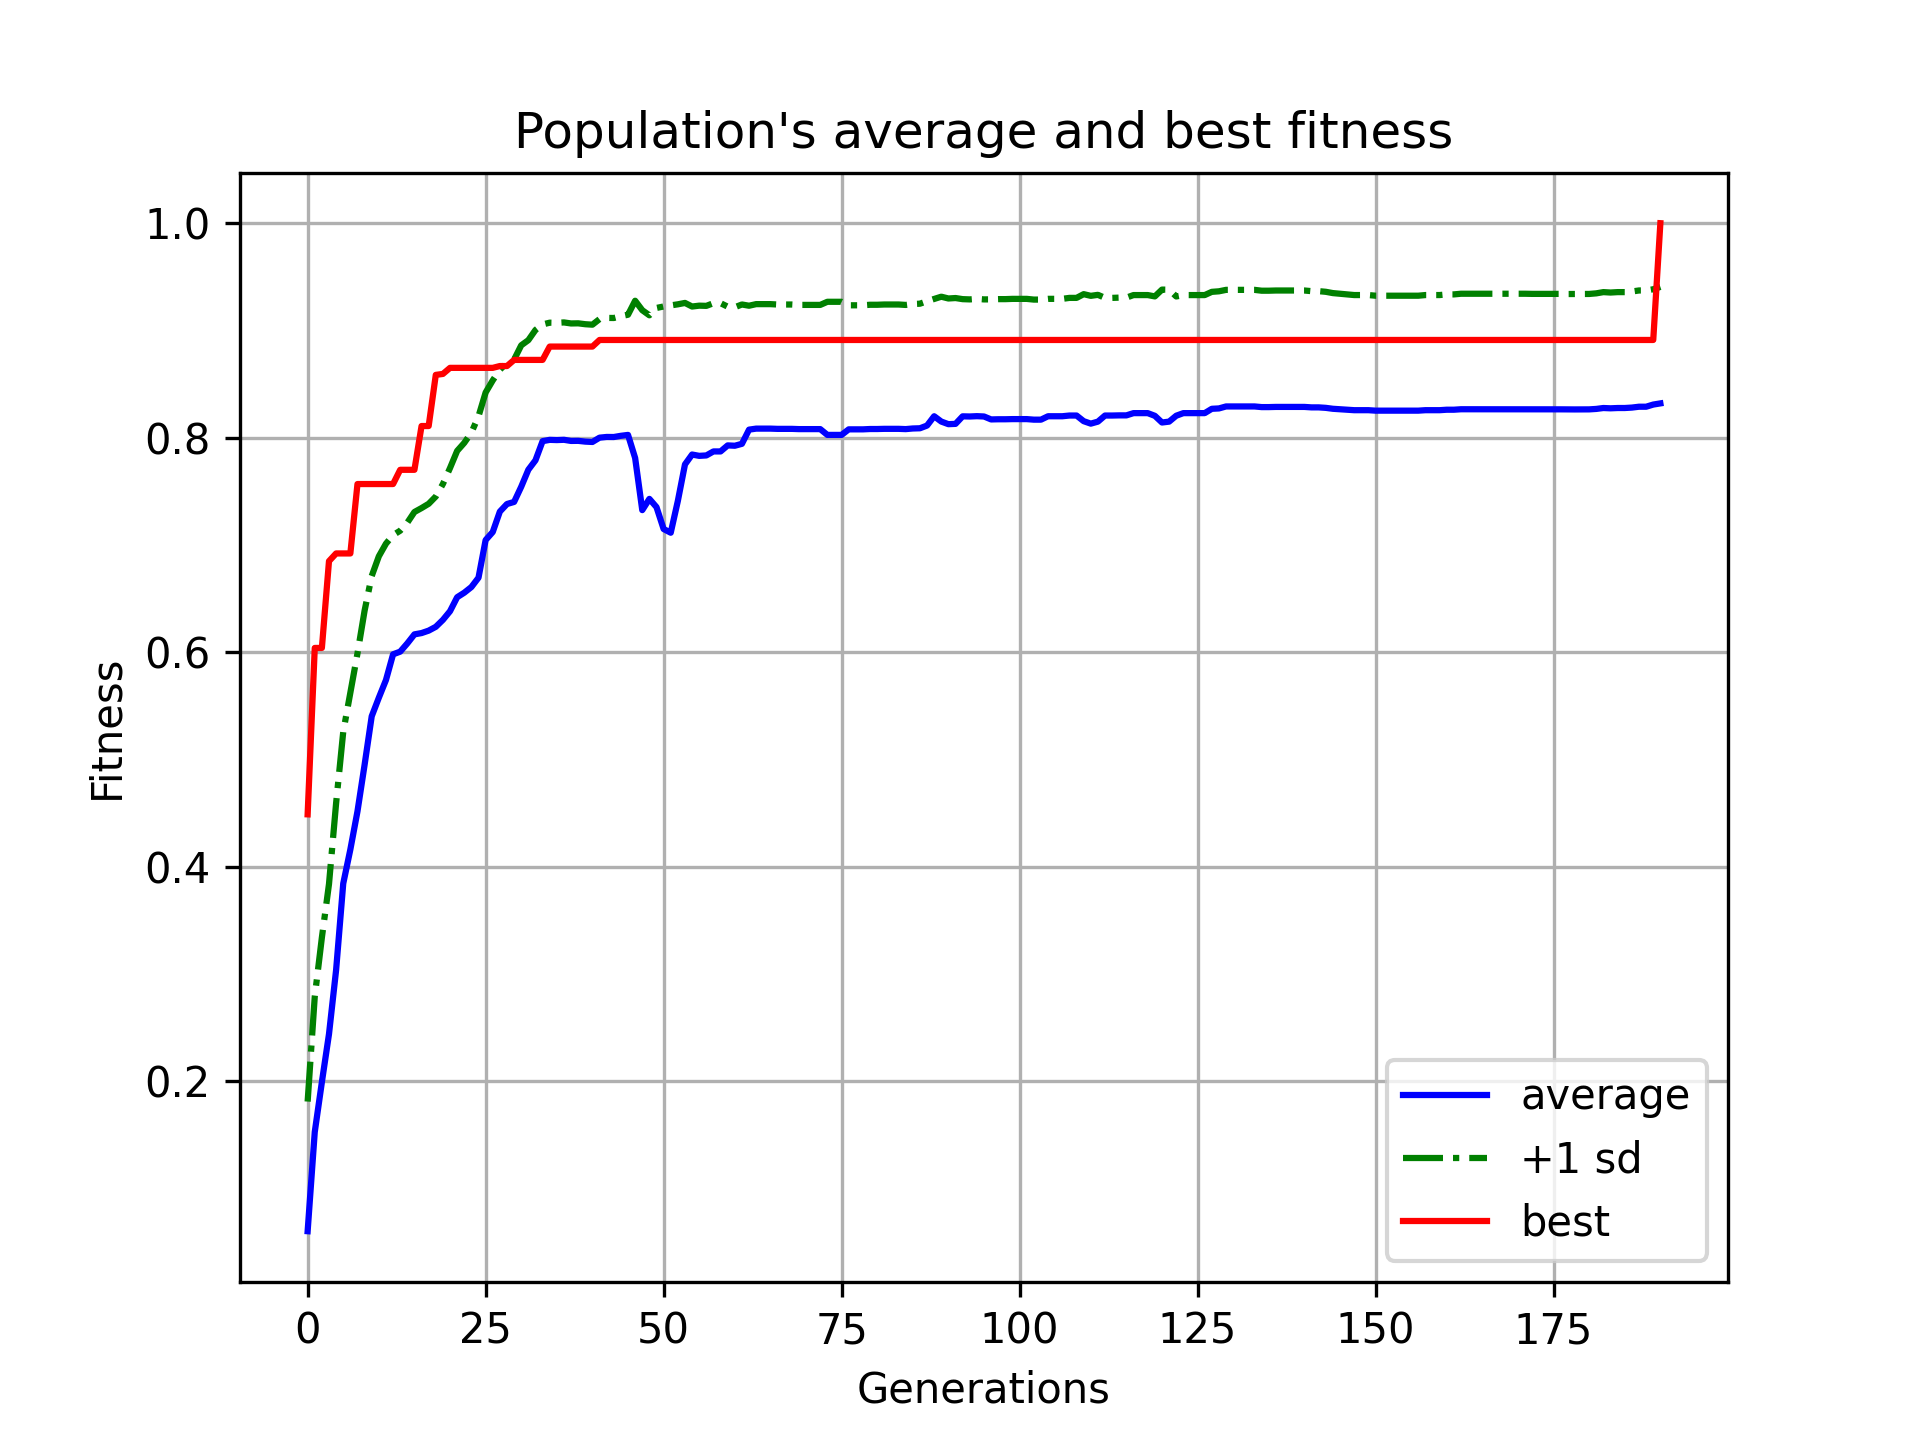 Population's average and best fitness
Fitness
1.0
0.8
0.6
0.4
0.2
average
+1 sd
best
0 25 50 75 100 125 150 175
Generations